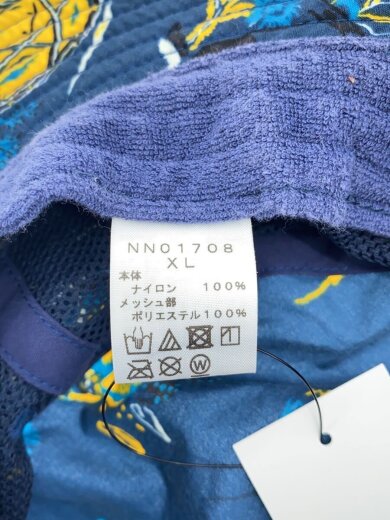 NN01708
XL
本体
ナイロン 100%
メッシュ部
ポリエステル100%
W